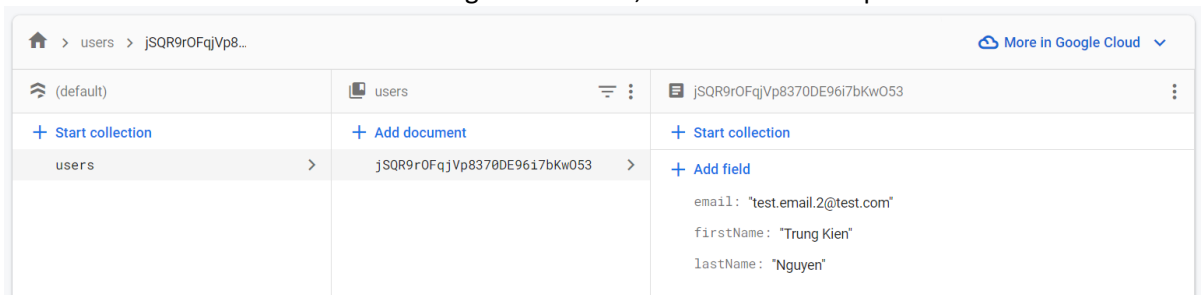 users > jSQR9rOFqjVp8… More in Google Cloud
(default) users jSQR9rOFqjVp8370DE96i7bKwO53
+ Start collection + Add document + Start collection
users > jSQR9rOFqjVp8370DE96i7bKwO53 > + Add field
email: "test.email.2@test.com"
firstName: "Trung Kien"
lastName: "Nguyen"